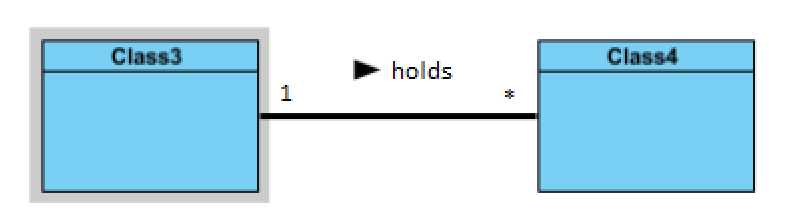 Class3
Class4
► holds
1
*